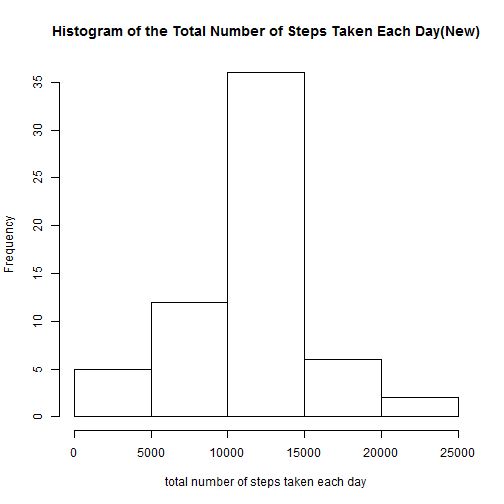 Histogram of the Total Number of Steps Taken Each Day(New)
Frequency
35
30
25
20
15
10
5
0
0 5000 10000 15000 20000 25000
total number of steps taken each day